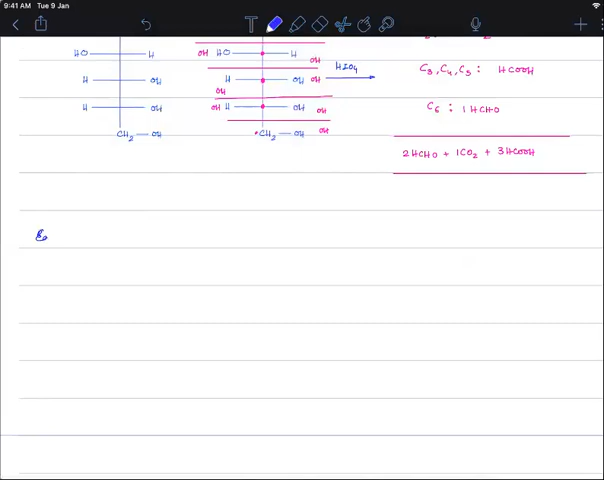 9:41 AM Tue 9 Jan
HO H
OH HO H OH
HIO4
C3, C4, C5 : HCOOH
H OH
H OH OH
OH
H OH
OH H OH OH
C6 : 1 HCHO
CH2 — OH
CH2 — OH OH
2HCHO + 1CO2 + 3HCOOH